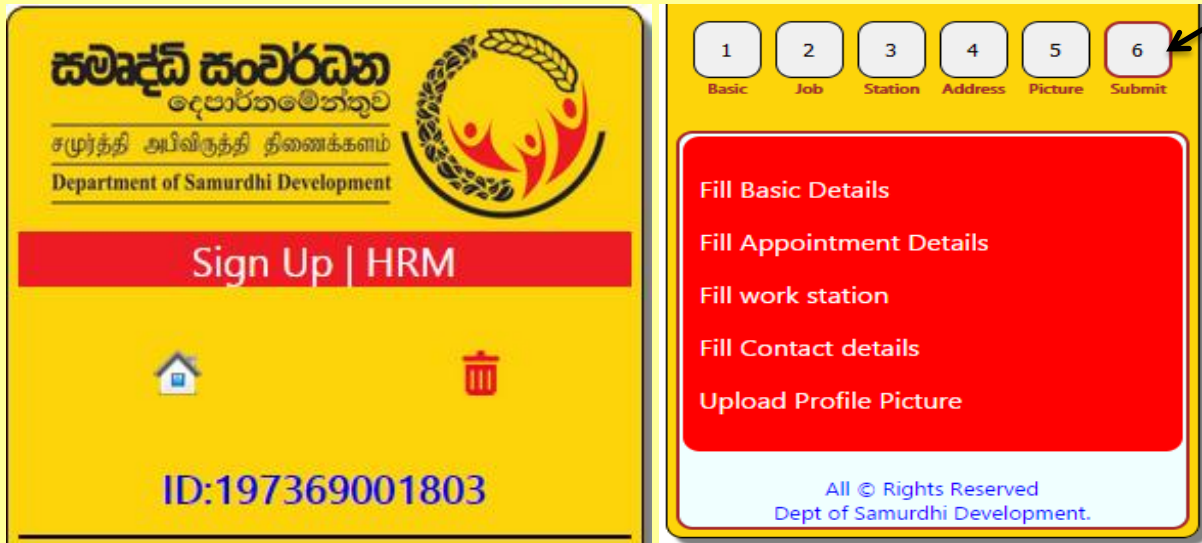 සමෘද්ධි සංවර්ධන
දෙපාර්තමේන්තුව
சமுர்த்தி அபிவிருத்தி திணைக்களம்
Department of Samurdhi Development
Sign Up | HRM
ID:197369001803
1 2 3 4 5 6
Basic Job Station Address Picture Submit
Fill Basic Details
Fill Appointment Details
Fill work station
Fill Contact details
Upload Profile Picture
All © Rights Reserved
Dept of Samurdhi Development.